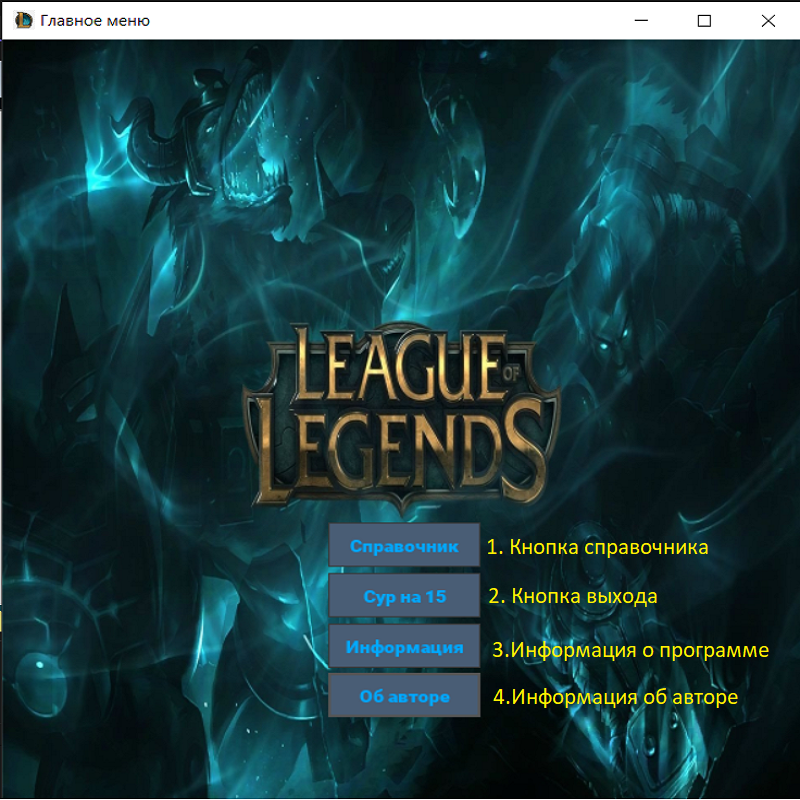 Главное меню
LEAGUE OF
LEGENDS
Справочник 1. Кнопка справочника
Сур на 15 2. Кнопка выхода
Информация 3.Информация о программе
Об авторе 4.Информация об авторе